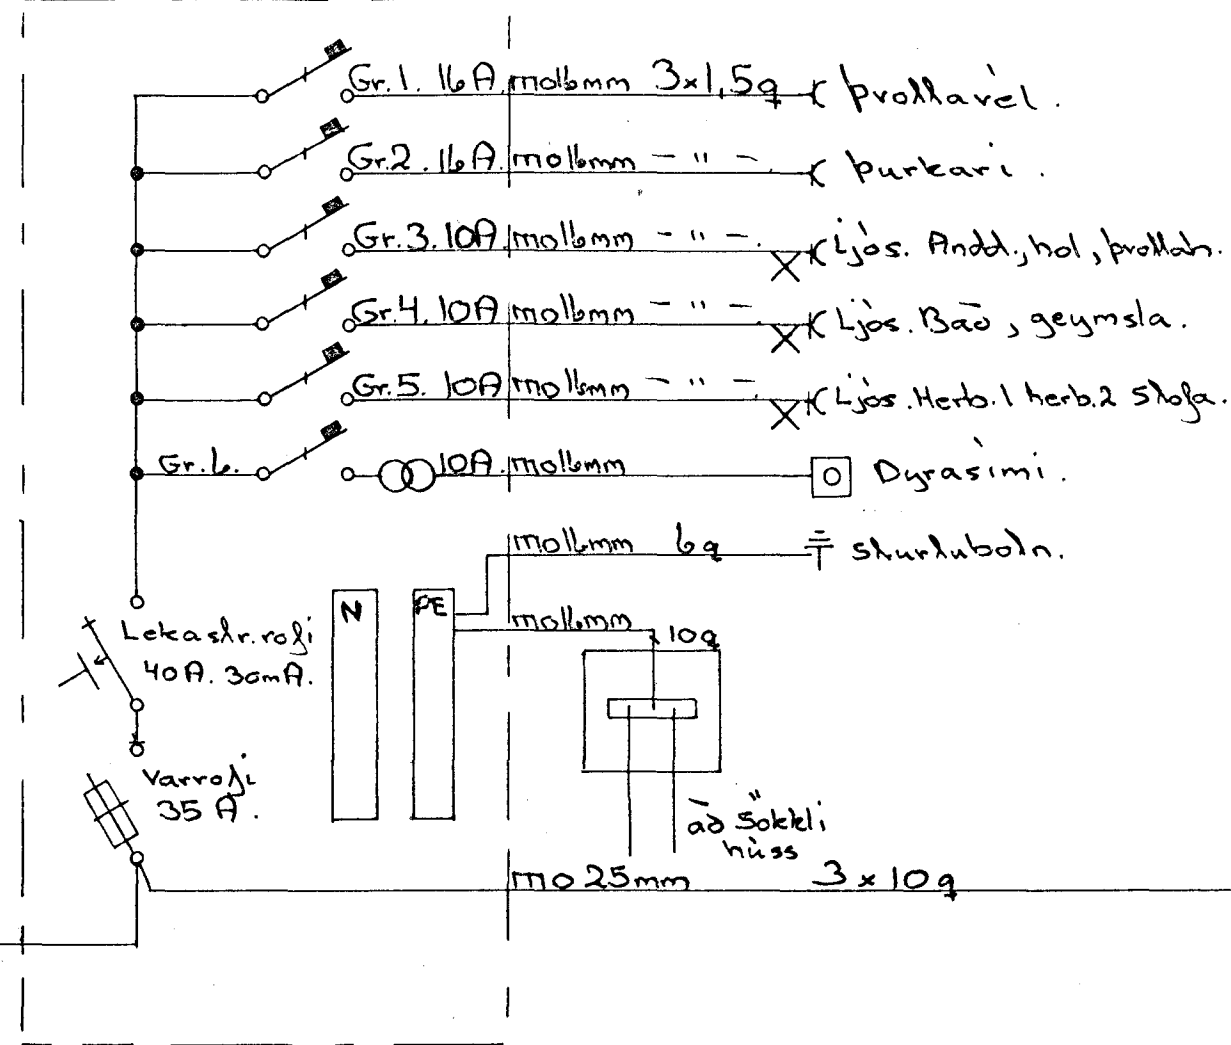 Gr.1. 16A. mo16mm 3x1,5q þvottavél.
Gr.2. 16A. mo16mm — " — þurkari.
Gr.3. 10A mo16mm — " —. Ljós. Andd., hol, þvottah.
Gr.4. 10A mo16mm — " —. Ljós. Bað, geymsla.
Gr.5. 10A mo16mm — " —. Ljós. Herb.1 herb.2 Stofa.
Gr.6. 10A. mo16mm Dyrasími.
mo16mm 6q sturtubotn.
N
PE
mo16mm
10q
Lekastr.rofi
40A. 30mA.
Varrofi
35A.
að Sökkli
húss
mo25mm 3x10q